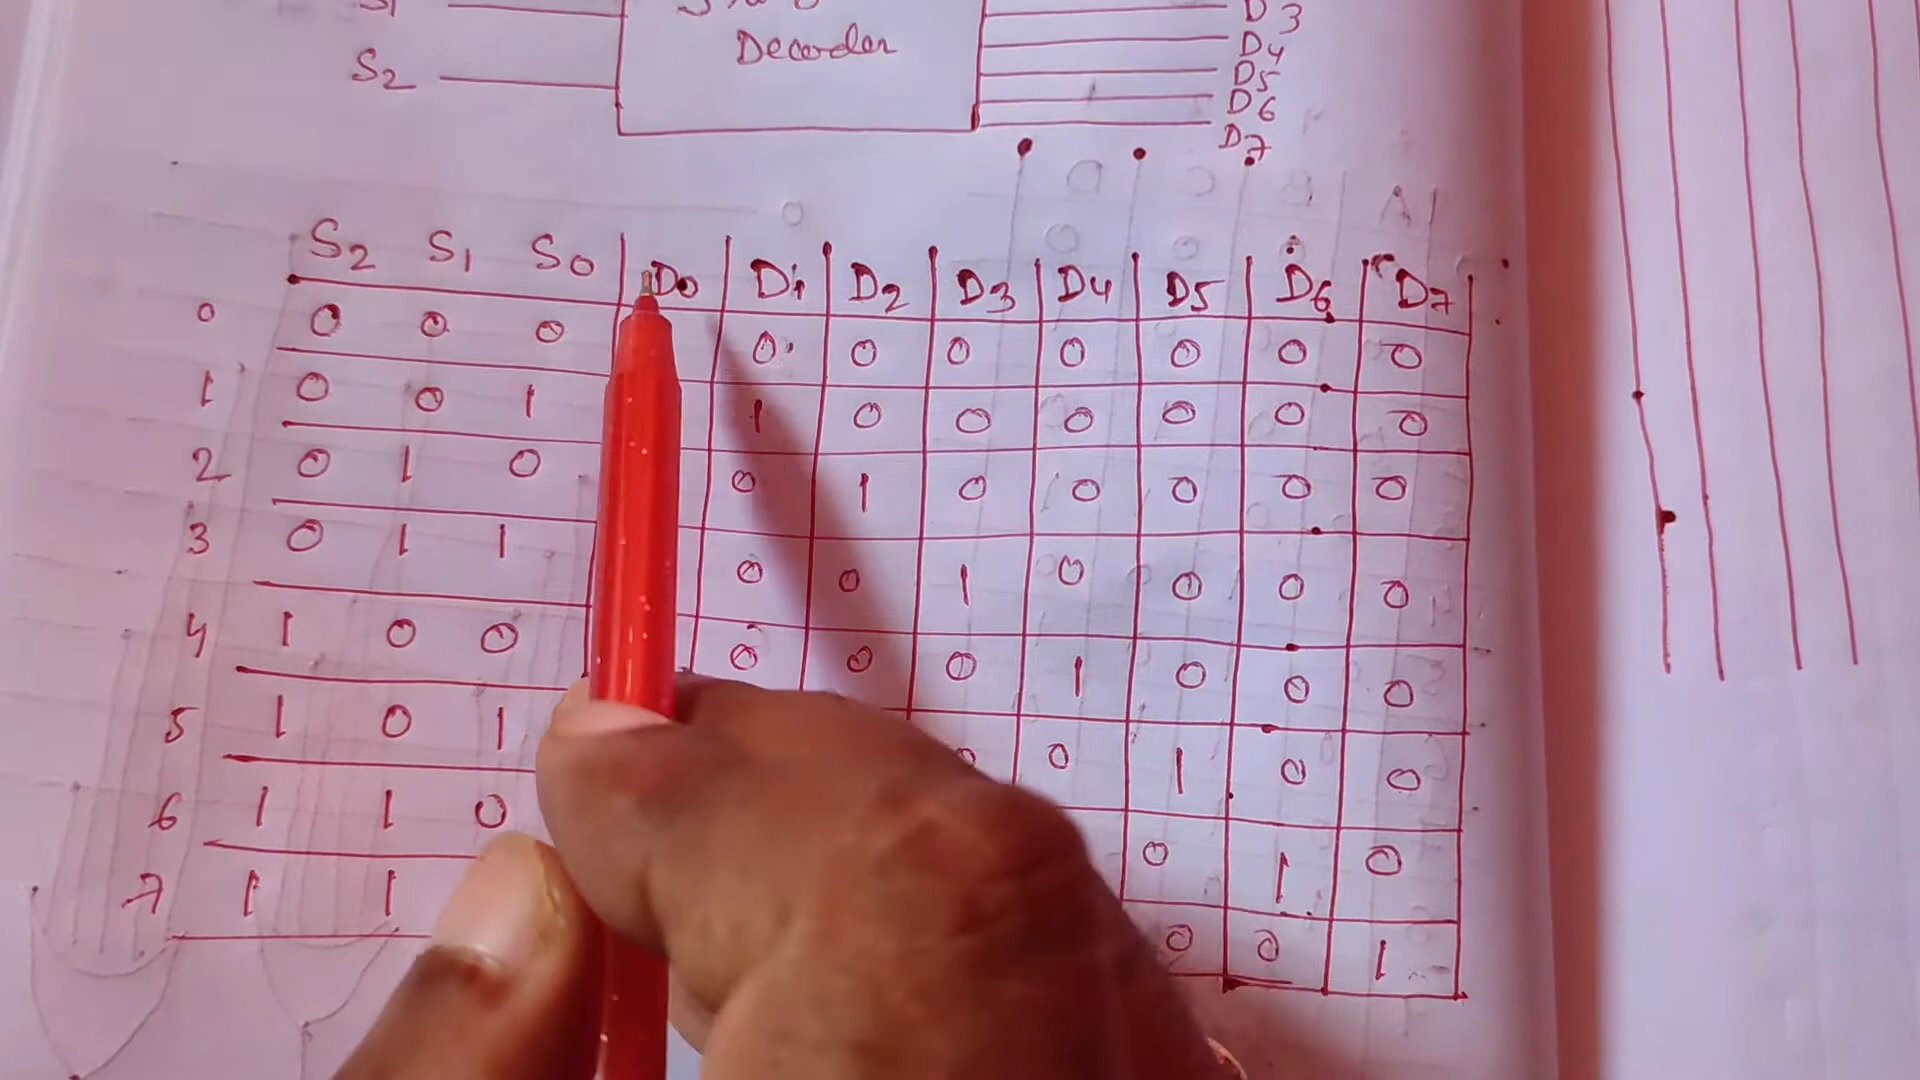 S1 D3
Decorder D4
S2 D5
D6
D7
S2 S1 S0 D0 D1 D2 D3 D4 D5 D6 D7
0 0 0 0 0 0 0 0 0 0 0
1 0 0 1 1 0 0 0 0 0 0
2 0 1 0 0 1 0 0 0 0 0
3 0 1 1 0 0 1 0 0 0 0
4 1 0 0 0 0 0 1 0 0 0
5 1 0 1 0 0 1 0 0
6 1 1 0 0 1 0
7 1 1 0 0 1